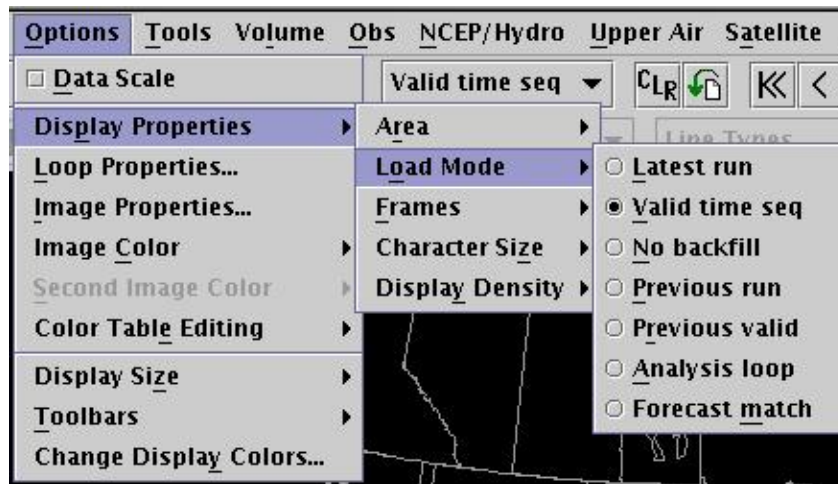 Options Tools Volume Obs NCEP/Hydro Upper Air Satellite
Data Scale
Valid time seq
CLR
Display Properties
Loop Properties...
Image Properties...
Image Color
Second Image Color
Color Table Editing
Display Size
Toolbars
Change Display Colors...
Area
Load Mode
Frames
Character Size
Display Density
Line Types
Latest run
Valid time seq
No backfill
Previous run
Previous valid
Analysis loop
Forecast match